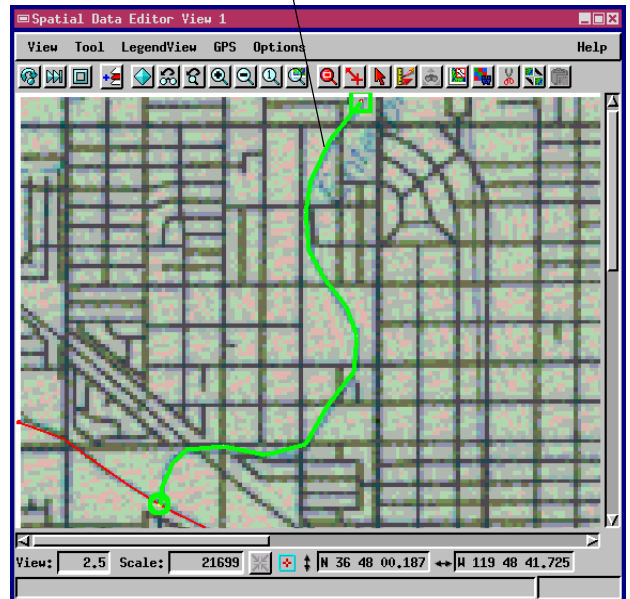 Spatial Data Editor View 1
View Tool LegendView GPS Options Help
View: 2.5 Scale: 21699 N 36 48 00.187 W 119 48 41.725